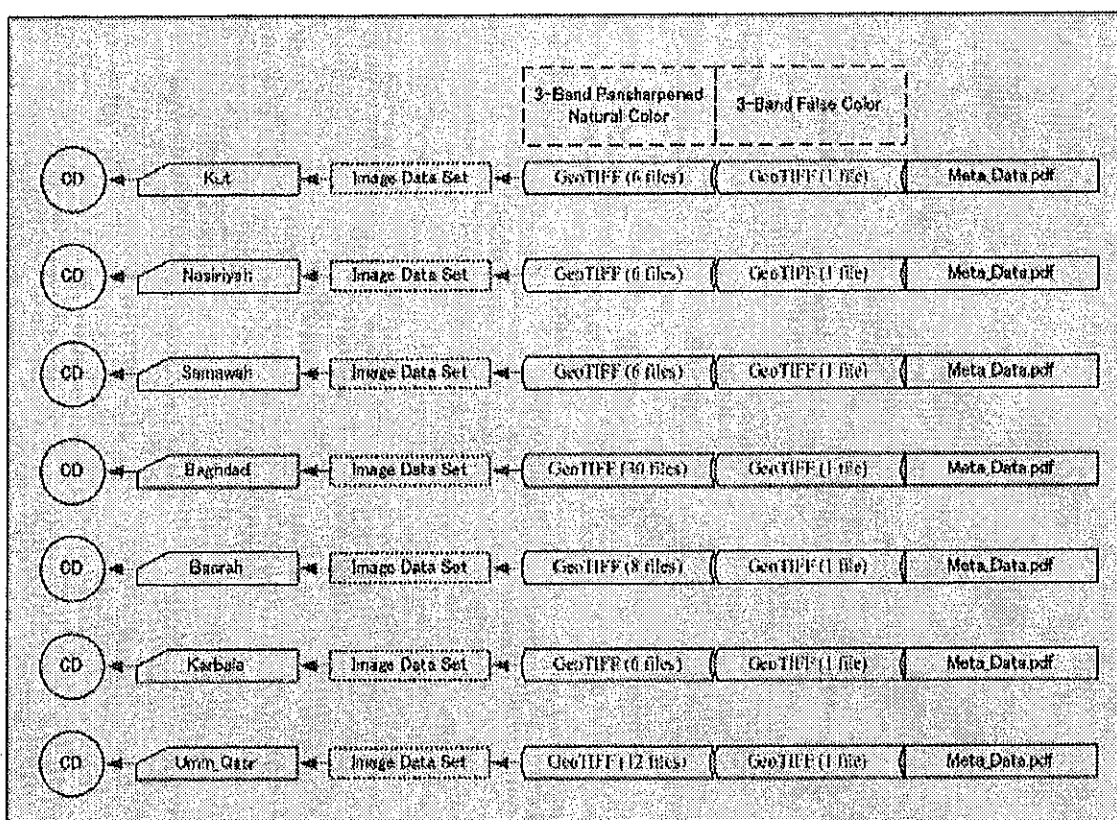 3-Band Pansharpened
Natural Color
3-Band False Color
CD Kut Image Data Set GeoTIFF (6 files) GeoTIFF (1 file) Meta_Data.pdf
CD Nasiriyah Image Data Set GeoTIFF (6 files) GeoTIFF (1 file) Meta_Data.pdf
CD Samawah Image Data Set GeoTIFF (6 files) GeoTIFF (1 file) Meta_Data.pdf
CD Baghdad Image Data Set GeoTIFF (30 files) GeoTIFF (1 file) Meta_Data.pdf
CD Basrah Image Data Set GeoTIFF (8 files) GeoTIFF (1 file) Meta_Data.pdf
CD Karbala Image Data Set GeoTIFF (6 files) GeoTIFF (1 file) Meta_Data.pdf
CD Umm_Qasr Image Data Set GeoTIFF (12 files) GeoTIFF (1 file) Meta_Data.pdf